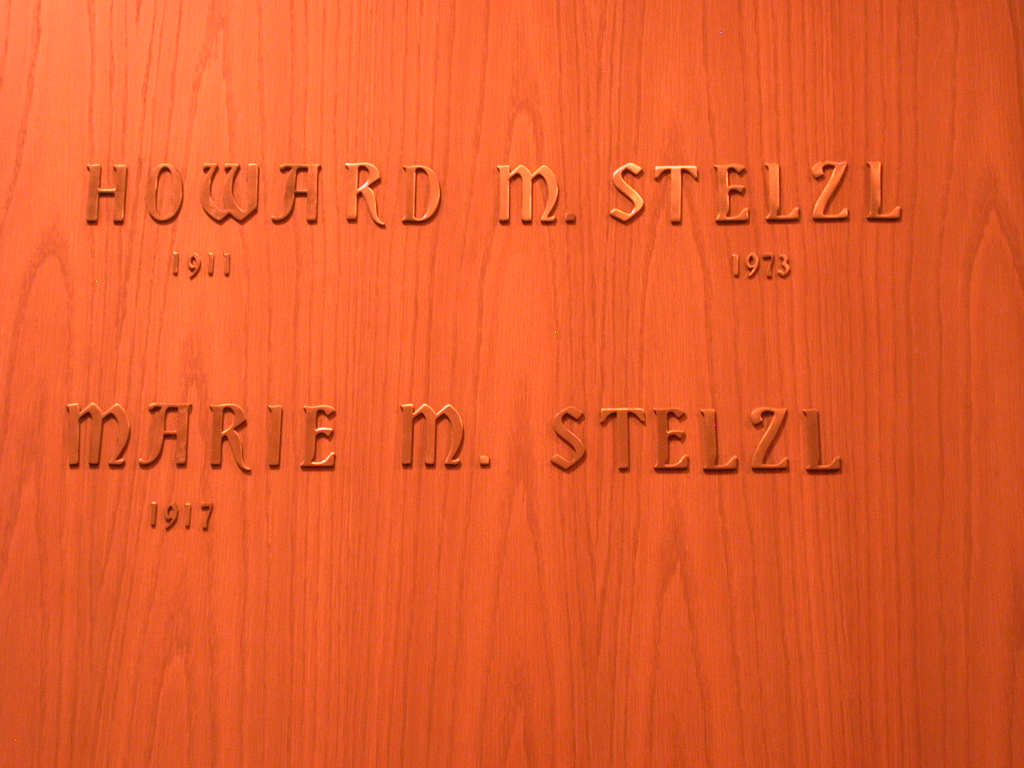 HOWARD M. STELZL
1911 1973
MARIE M. STELZL
1917